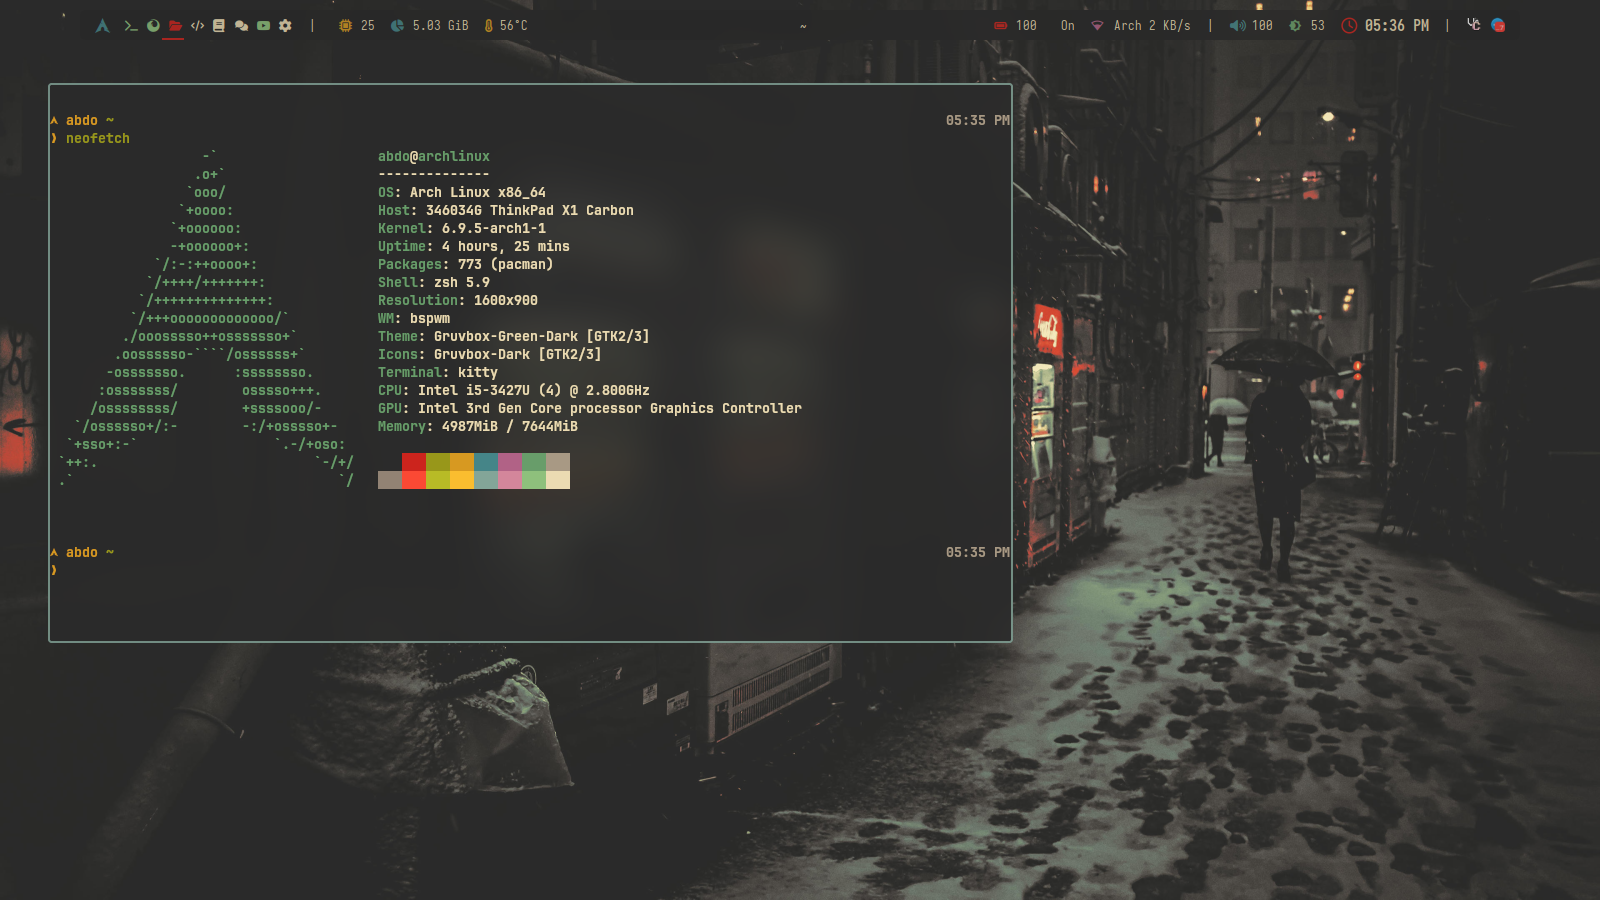 25 5.03 GiB 56°C ~ 100 On Arch 2 KB/s | 100 53 05:36 PM |
abdo ~ 05:35 PM
❯ neofetch
                  -`
                 .o+`
                `ooo/
               `+oooo:
              `+oooooo:
              -+oooooo+:
            `/:-:++oooo+:
           `/++++/+++++++:
          `/++++++++++++++:
         `/+++ooooooooooooo/`
        ./ooosssso++osssssso+`
       .oossssso-````/ossssss+`
      -osssssso.      :ssssssso.
     :osssssss/        osssso+++.
    /ossssssss/        +ssssooo/-
  `/ossssso+/:-        -:/+osssso+-
 `+sso+:-`                 `.-/+oso:
`++:.                           `-/+/
.`                                 `/
abdo@archlinux
--------------
OS: Arch Linux x86_64
Host: 346034G ThinkPad X1 Carbon
Kernel: 6.9.5-arch1-1
Uptime: 4 hours, 25 mins
Packages: 773 (pacman)
Shell: zsh 5.9
Resolution: 1600x900
WM: bspwm
Theme: Gruvbox-Green-Dark [GTK2/3]
Icons: Gruvbox-Dark [GTK2/3]
Terminal: kitty
CPU: Intel i5-3427U (4) @ 2.800GHz
GPU: Intel 3rd Gen Core processor Graphics Controller
Memory: 4987MiB / 7644MiB
abdo ~ 05:35 PM
❯